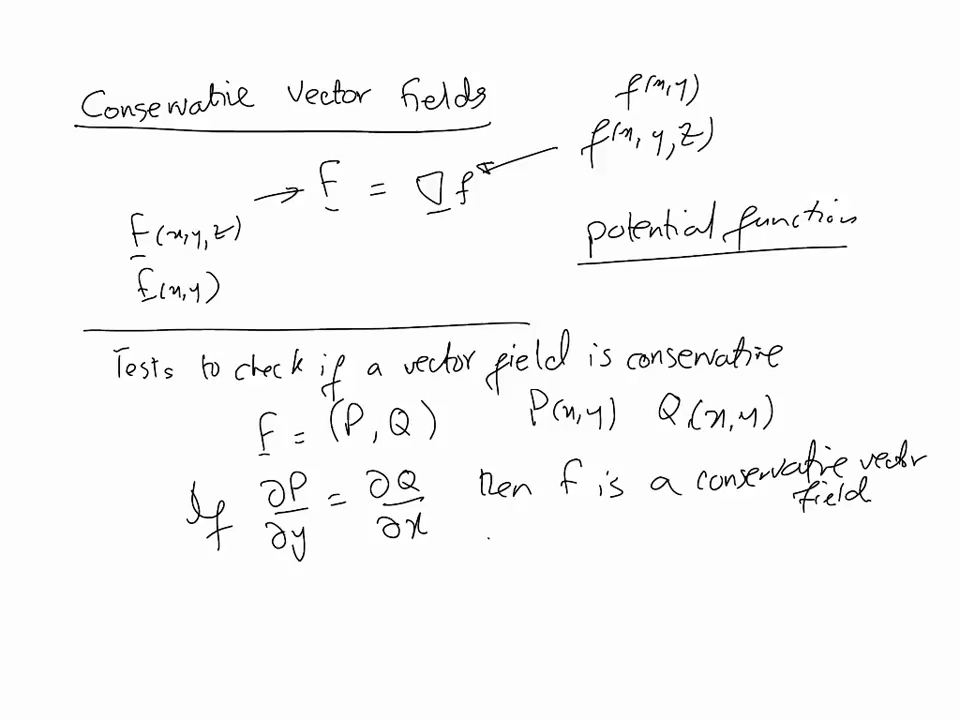 Conservative vector fields
f(x,y)
f(x, y, z)
F = ∇f
potential function
F(x,y,z)
F(x,y)
Tests to check if a vector field is conservative
F = (P, Q) P(x,y) Q(x,y)
If ∂P/∂y = ∂Q/∂x then F is a conservative vector
field